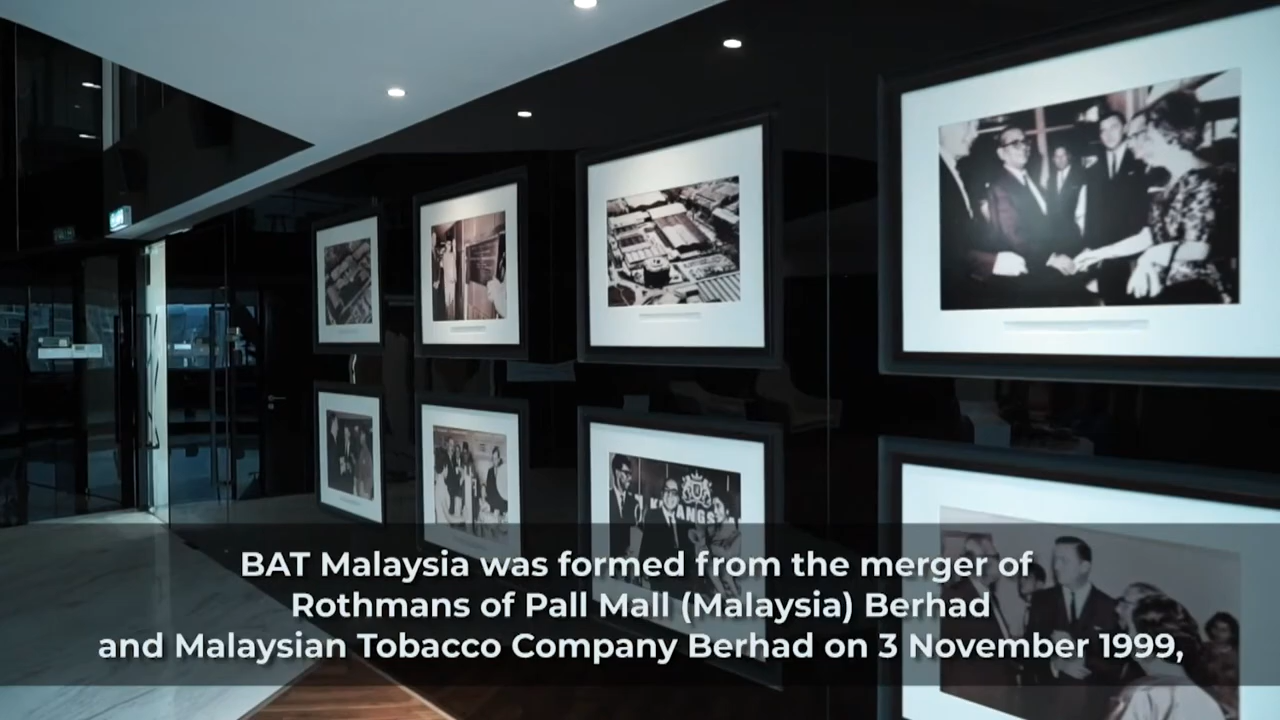 BAT Malaysia was formed from the merger of
Rothmans of Pall Mall (Malaysia) Berhad
and Malaysian Tobacco Company Berhad on 3 November 1999,